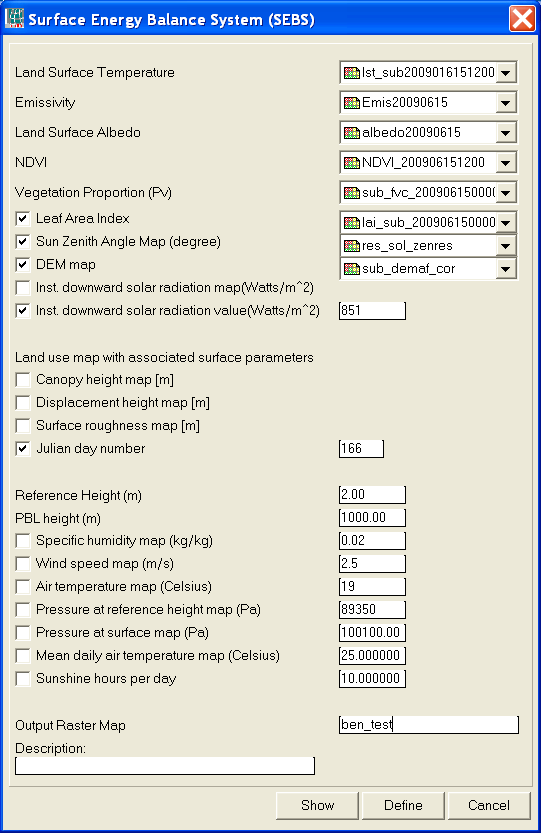 Surface Energy Balance System (SEBS)
Land Surface Temperature lst_sub2009016151200
Emissivity Emis20090615
Land Surface Albedo albedo20090615
NDVI NDVI_200906151200
Vegetation Proportion (Pv) sub_fvc_20090615000
Leaf Area Index lai_sub_20090615000
Sun Zenith Angle Map (degree) res_sol_zenres
DEM map sub_demaf_cor
Inst. downward solar radiation map(Watts/m^2)
Inst. downward solar radiation value(Watts/m^2) 851
Land use map with associated surface parameters
Canopy height map [m]
Displacement height map [m]
Surface roughness map [m]
Julian day number 166
Reference Height (m) 2.00
PBL height (m) 1000.00
Specific humidity map (kg/kg) 0.02
Wind speed map (m/s) 2.5
Air temperature map (Celsius) 19
Pressure at reference height map (Pa) 89350
Pressure at surface map (Pa) 100100.00
Mean daily air temperature map (Celsius) 25.000000
Sunshine hours per day 10.000000
Output Raster Map ben_test
Description:
Show Define Cancel